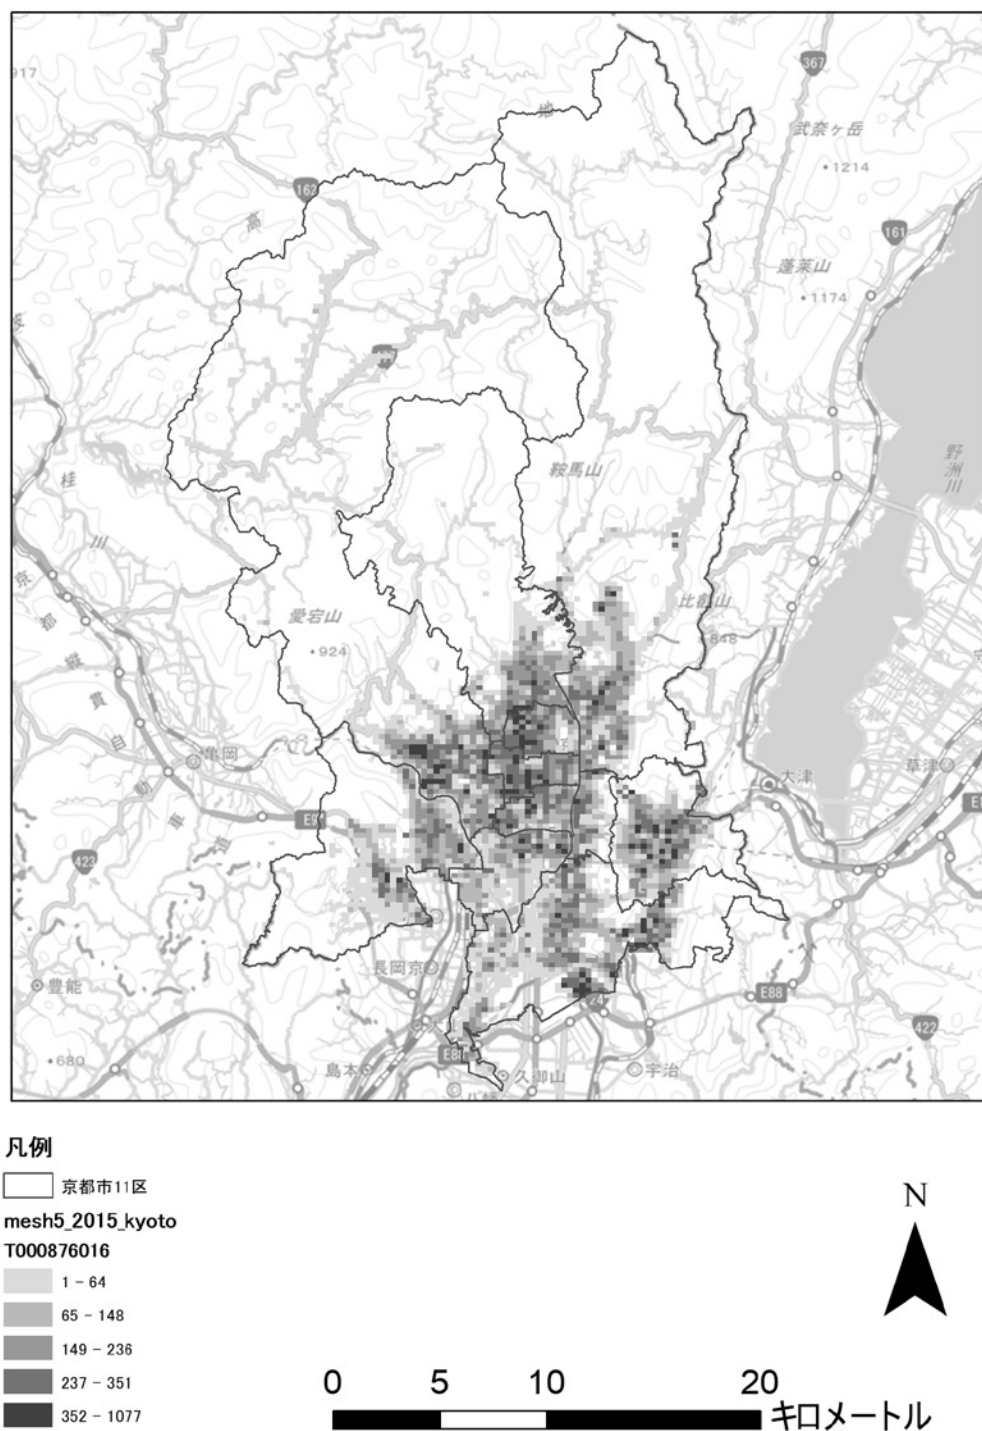 917
367
地
武奈ヶ岳
・1214
162
高
161
蓬莱山
・1174
鞍馬山
野洲川
桂
川
京
都
縦
貫
自
動
車
道
愛宕山
・924
比叡山
848
亀岡
大津
草津
423
長岡京
豊能
24
E88
422
・680
島本
E81
久御山
宇治
八幡
凡例
京都市11区
mesh5_2015_kyoto
T000876016
1 - 64
65 - 148
149 - 236
237 - 351
352 - 1077
N
0 5 10 20
キロメートル